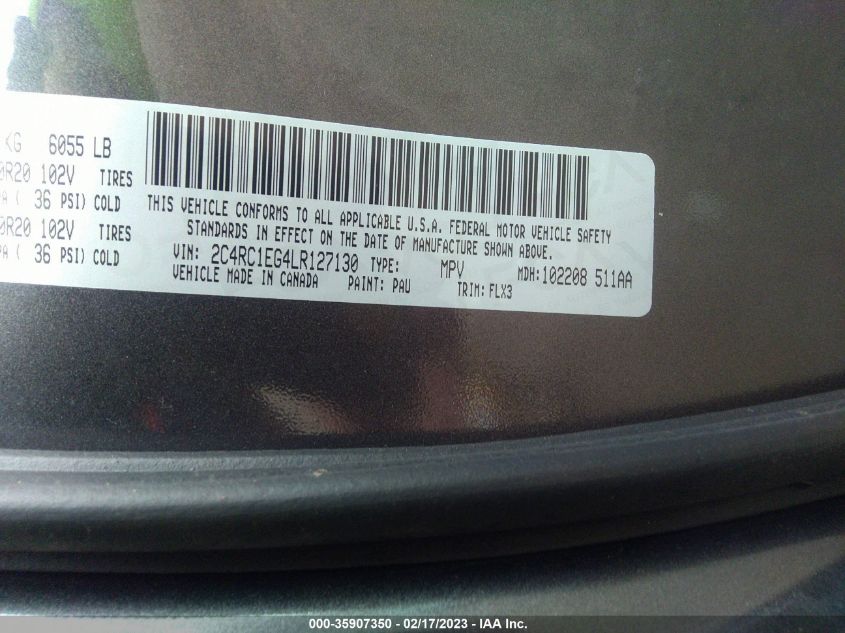 KG 6055 LB
0R20 102V TIRES
( 36 PSI) COLD
0R20 102V TIRES
( 36 PSI) COLD
THIS VEHICLE CONFORMS TO ALL APPLICABLE U.S.A. FEDERAL MOTOR VEHICLE SAFETY
STANDARDS IN EFFECT ON THE DATE OF MANUFACTURE SHOWN ABOVE.
VIN: 2C4RC1EG4LR127130 TYPE: MPV MDH:102208 511AA
VEHICLE MADE IN CANADA PAINT: PAU TRIM: FLX3
000-35907350 - 02/17/2023 - IAA Inc.